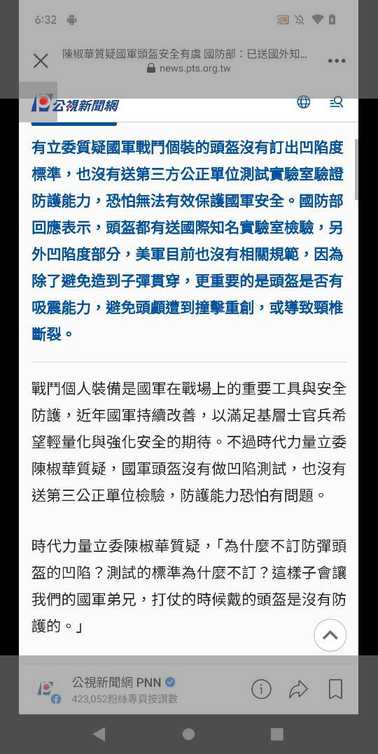 6:32
陳椒華質疑國軍頭盔安全有虞 國防部：已送國外知...
news.pts.org.tw
公視新聞網
有立委質疑國軍戰鬥個裝的頭盔沒有訂出凹陷度
標準，也沒有送第三方公正單位測試實驗室驗證
防護能力，恐怕無法有效保護國軍安全。國防部
回應表示，頭盔都有送國際知名實驗室檢驗，另
外凹陷度部分，美軍目前也沒有相關規範，因為
除了避免造到子彈貫穿，更重要的是頭盔是否有
吸震能力，避免頭顱遭到撞擊重創，或導致頸椎
斷裂。
戰鬥個人裝備是國軍在戰場上的重要工具與安全
防護，近年國軍持續改善，以滿足基層士官兵希
望輕量化與強化安全的期待。不過時代力量立委
陳椒華質疑，國軍頭盔沒有做凹陷測試，也沒有
送第三公正單位檢驗，防護能力恐怕有問題。
時代力量立委陳椒華質疑，「為什麼不訂防彈頭
盔的凹陷？測試的標準為什麼不訂？這樣子會讓
我們的國軍弟兄，打仗的時候戴的頭盔是沒有防
護的。」
公視新聞網 PNN
423,052粉絲專頁按讚數